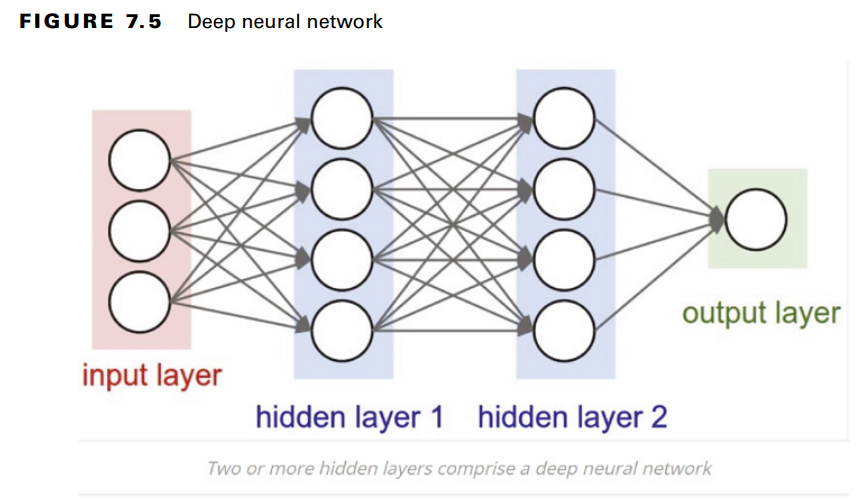 FIGURE 7.5 Deep neural network
input layer
hidden layer 1
hidden layer 2
output layer
Two or more hidden layers comprise a deep neural network